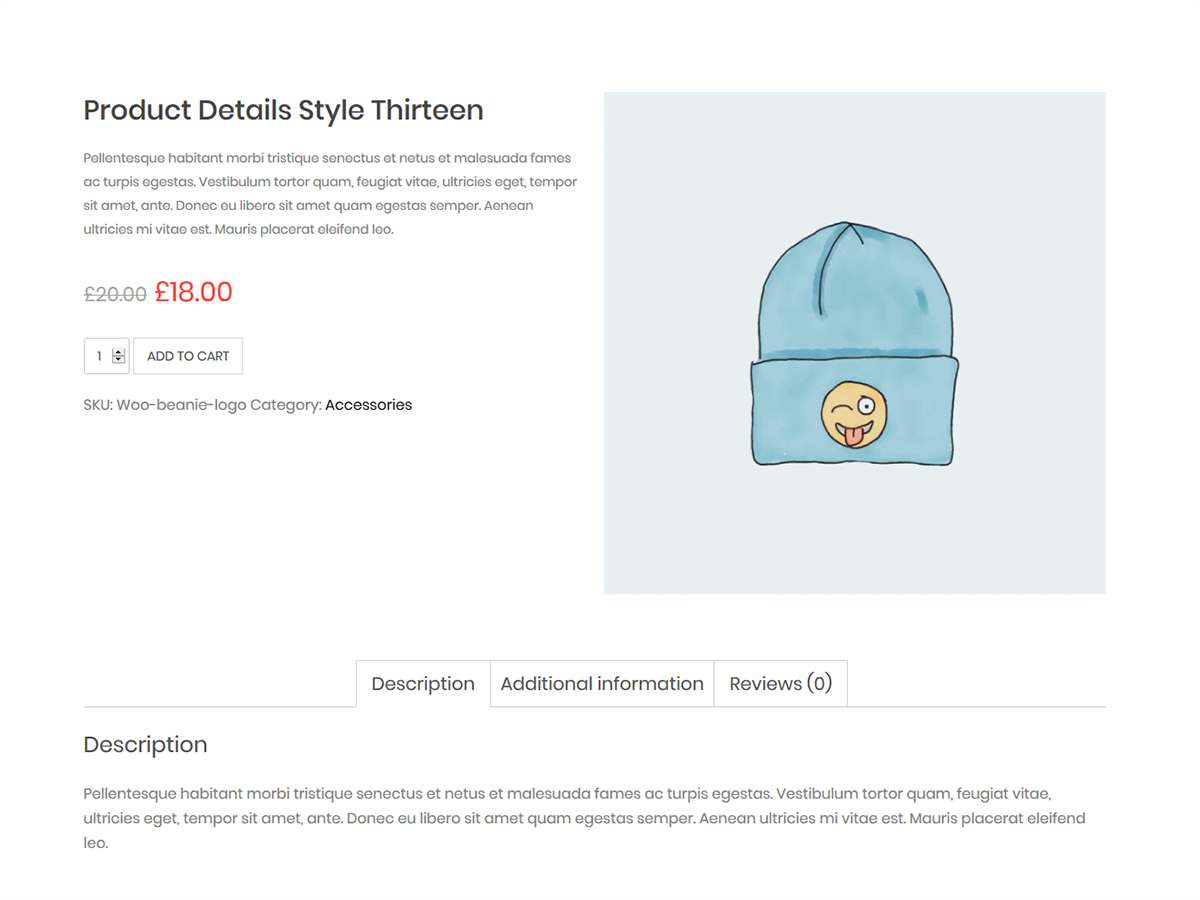 Product Details Style Thirteen
Pellentesque habitant morbi tristique senectus et netus et malesuada fames
ac turpis egestas. Vestibulum tortor quam, feugiat vitae, ultricies eget, tempor
sit amet, ante. Donec eu libero sit amet quam egestas semper. Aenean
ultricies mi vitae est. Mauris placerat eleifend leo.
£20.00 £18.00
1 ADD TO CART
SKU: Woo-beanie-logo Category: Accessories
Description Additional information Reviews (0)
Description
Pellentesque habitant morbi tristique senectus et netus et malesuada fames ac turpis egestas. Vestibulum tortor quam, feugiat vitae,
ultricies eget, tempor sit amet, ante. Donec eu libero sit amet quam egestas semper. Aenean ultricies mi vitae est. Mauris placerat eleifend
leo.